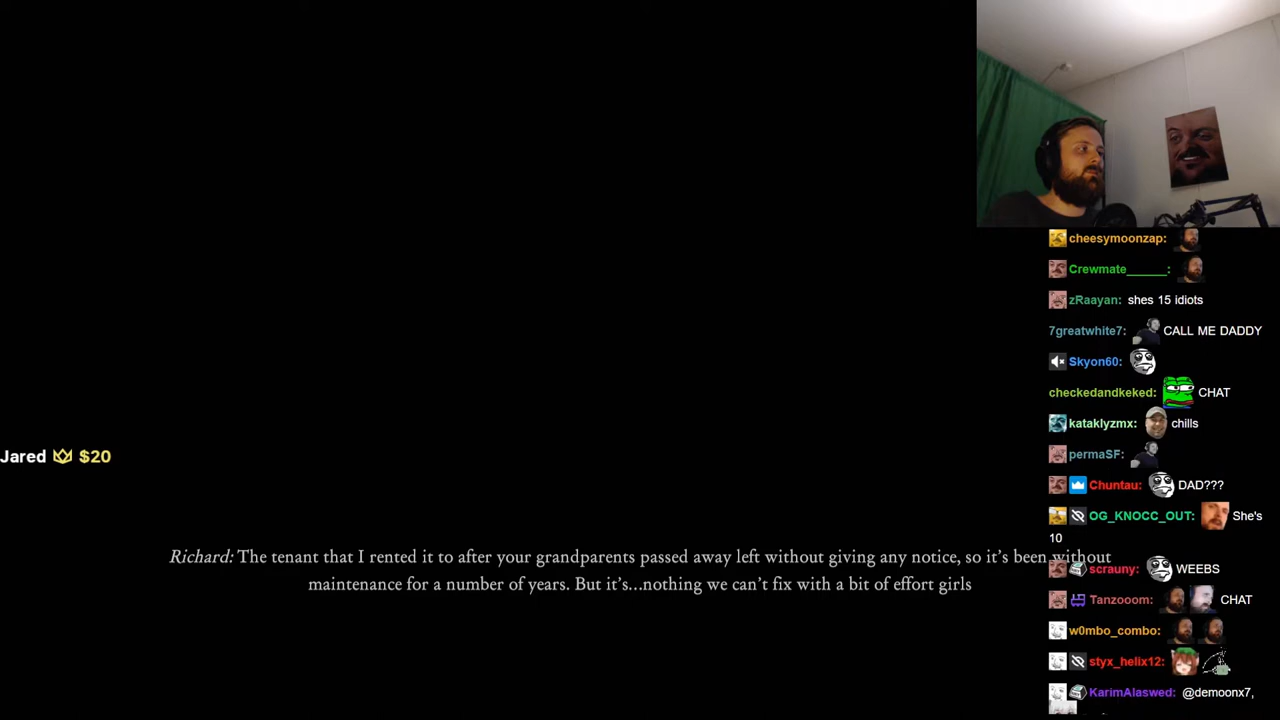 cheesymoonzap:
Crewmate______:
zRaayan: shes 15 idiots
7greatwhite7: CALL ME DADDY
Skyon60:
checkedandkeked: CHAT
kataklyzmx: chills
Jared $20
permaSF:
Chuntau: DAD???
OG_KNOCC_OUT: She's
10
Richard: The tenant that I rented it to after your grandparents passed away left without giving any notice, so it's been without
maintenance for a number of years. But it's...nothing we can't fix with a bit of effort girls
scrauny: WEEBS
Tanzooom: CHAT
w0mbo_combo:
styx_helix12:
KarimAlaswed: @demoonx7,